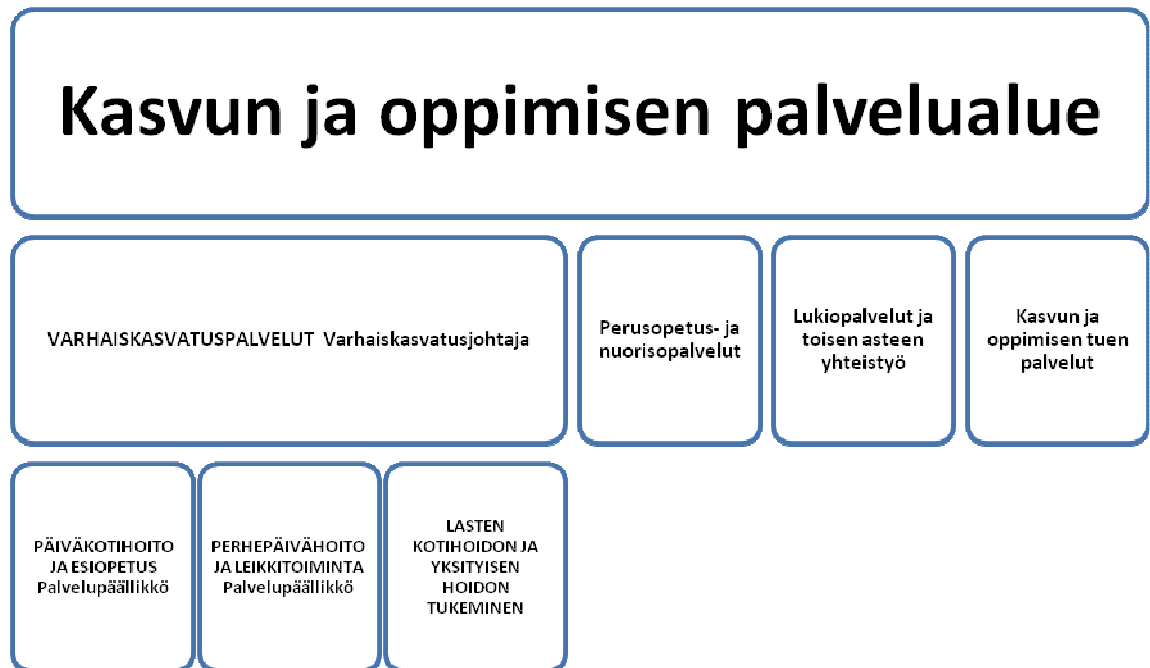 Kasvun ja oppimisen palvelualue
VARHAISKASVATUSPALVELUT Varhaiskasvatusjohtaja
Perusopetus- ja
nuorisopalvelut
Lukiopalvelut ja
toisen asteen
yhteistyö
Kasvun ja
oppimisen tuen
palvelut
PÄIVÄKOTIHOITO
JA ESIOPETUS
Palvelupäällikkö
PERHEPÄIVÄHOITO
JA LEIKKITOIMINTA
Palvelupäällikkö
LASTEN
KOTIHOIDON JA
YKSITYISEN
HOIDON
TUKEMINEN